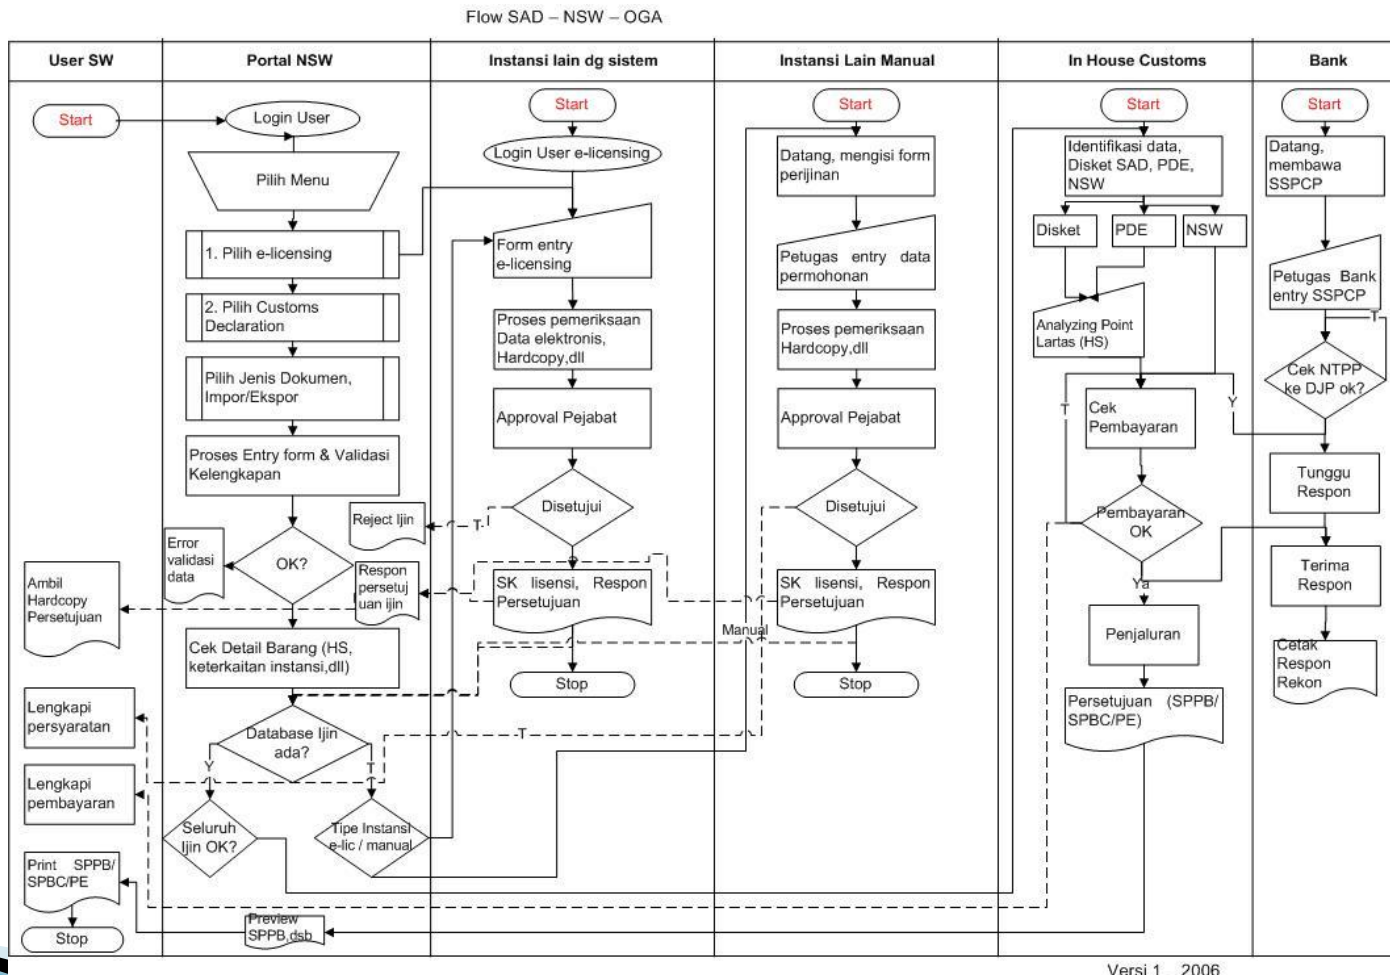 Flow SAD – NSW – OGA
User SW
Portal NSW
Instansi lain dg sistem
Instansi Lain Manual
In House Customs
Bank
Start
Ambil
Hardcopy
Persetujuan
Lengkapi
persyaratan
Lengkapi
pembayaran
Print SPPB/
SPBC/PE
Stop
Login User
Pilih Menu
1. Pilih e-licensing
2. Pilih Customs
Declaration
Pilih Jenis Dokumen,
Impor/Ekspor
Proses Entry form & Validasi
Kelengkapan
Reject Ijin
Error
validasi
data
OK?
Respon
persetuj
uan ijin
Cek Detail Barang (HS,
keterkaitan instansi,dll)
Database Ijin
ada?
Y
T
Seluruh
Ijin OK?
Tipe Instansi
e-lic / manual
Preview
SPPB,dsb
Start
Login User e-licensing
Form entry
e-licensing
Proses pemeriksaan
Data elektronis,
Hardcopy,dll
Approval Pejabat
Disetujui
T
SK lisensi, Respon
Persetujuan
Stop
T
Start
Datang, mengisi form
perijinan
Petugas entry data
permohonan
Proses pemeriksaan
Hardcopy,dll
Approval Pejabat
Disetujui
SK lisensi, Respon
Persetujuan
Manual
Stop
Start
Identifikasi data,
Disket SAD, PDE,
NSW
Disket
PDE
NSW
Analyzing Point
Lartas (HS)
T
Cek
Pembayaran
Y
Pembayaran
OK
Ya
Penjaluran
Persetujuan (SPPB/
SPBC/PE)
Start
Datang,
membawa
SSPCP
Petugas Bank
entry SSPCP
T
Cek NTPP
ke DJP ok?
Tunggu
Respon
Terima
Respon
Cetak
Respon
Rekon
Versi 1 2006